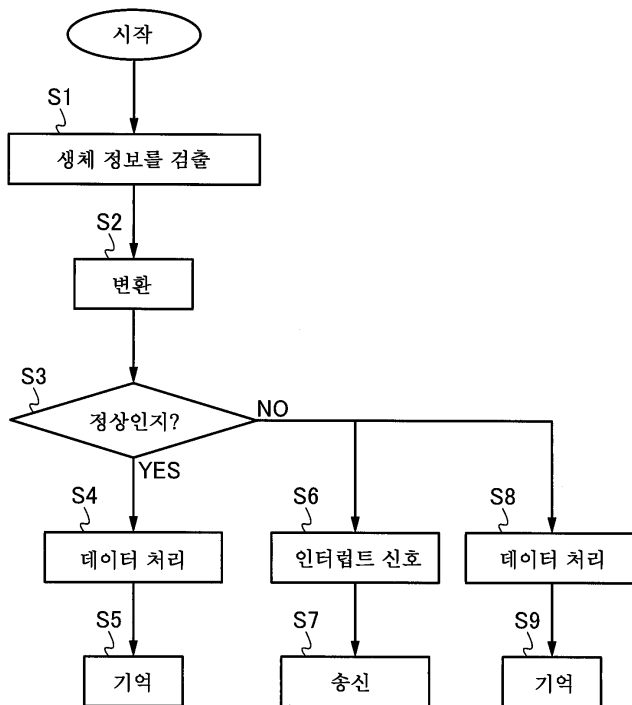 시작
S1
생체 정보를 검출
S2
변환
S3
정상인지?
NO
YES
S4
데이터 처리
S6
인터럽트 신호
S8
데이터 처리
S5
기억
S7
송신
S9
기억